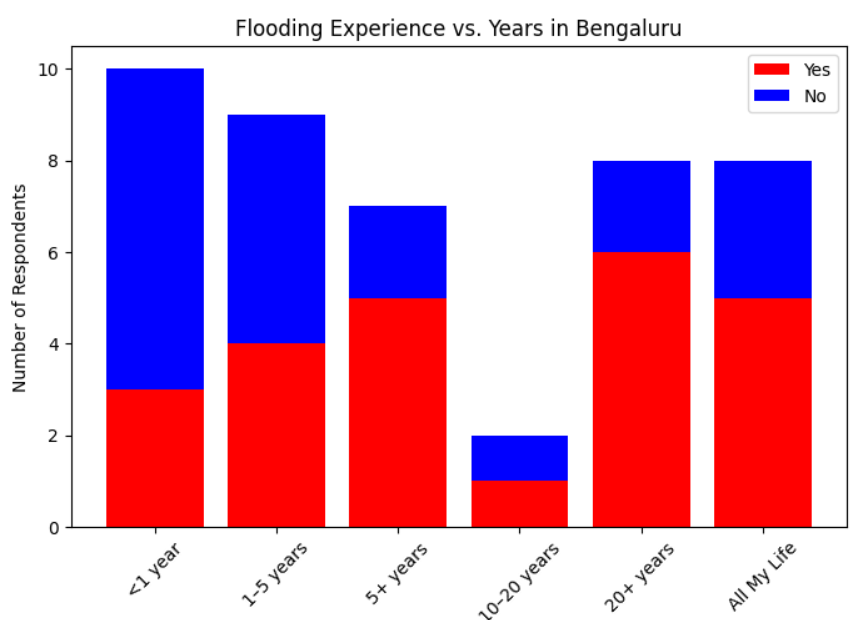 Flooding Experience vs. Years in Bengaluru
Yes
No
Number of Respondents
10
8
6
4
2
0
<1 year
1–5 years
5+ years
10–20 years
20+ years
All My Life